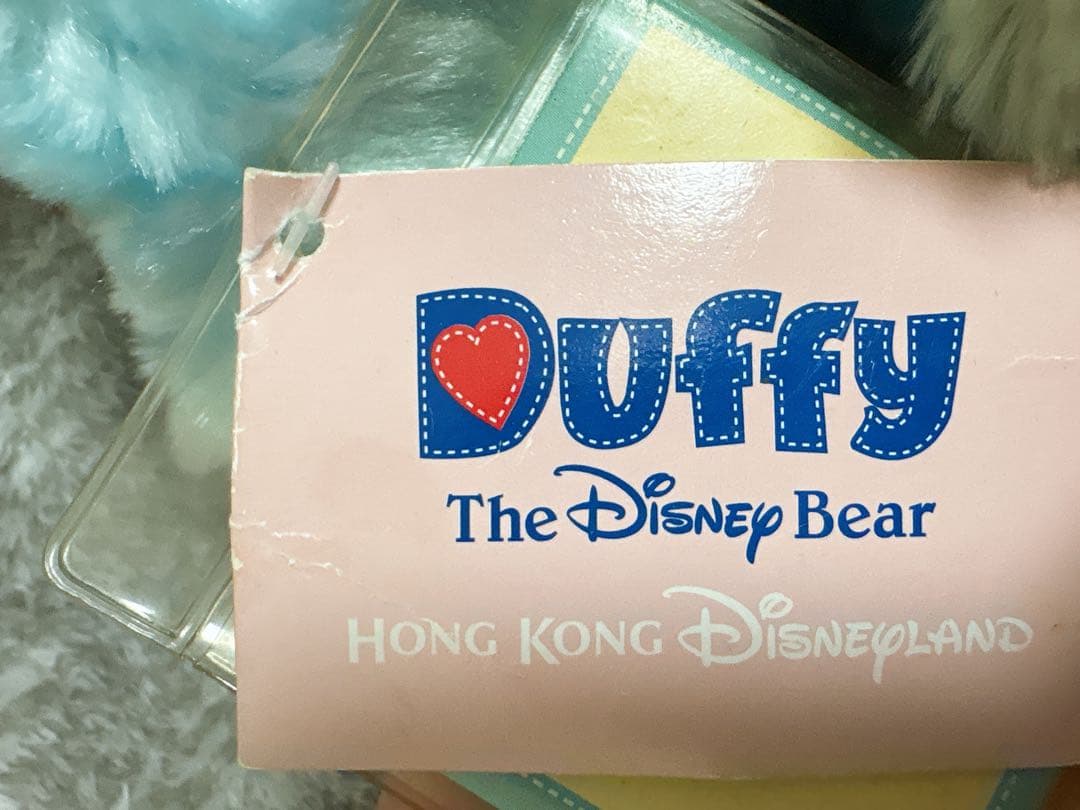 Duffy
The Disney Bear
HONG KONG DISNEYLAND